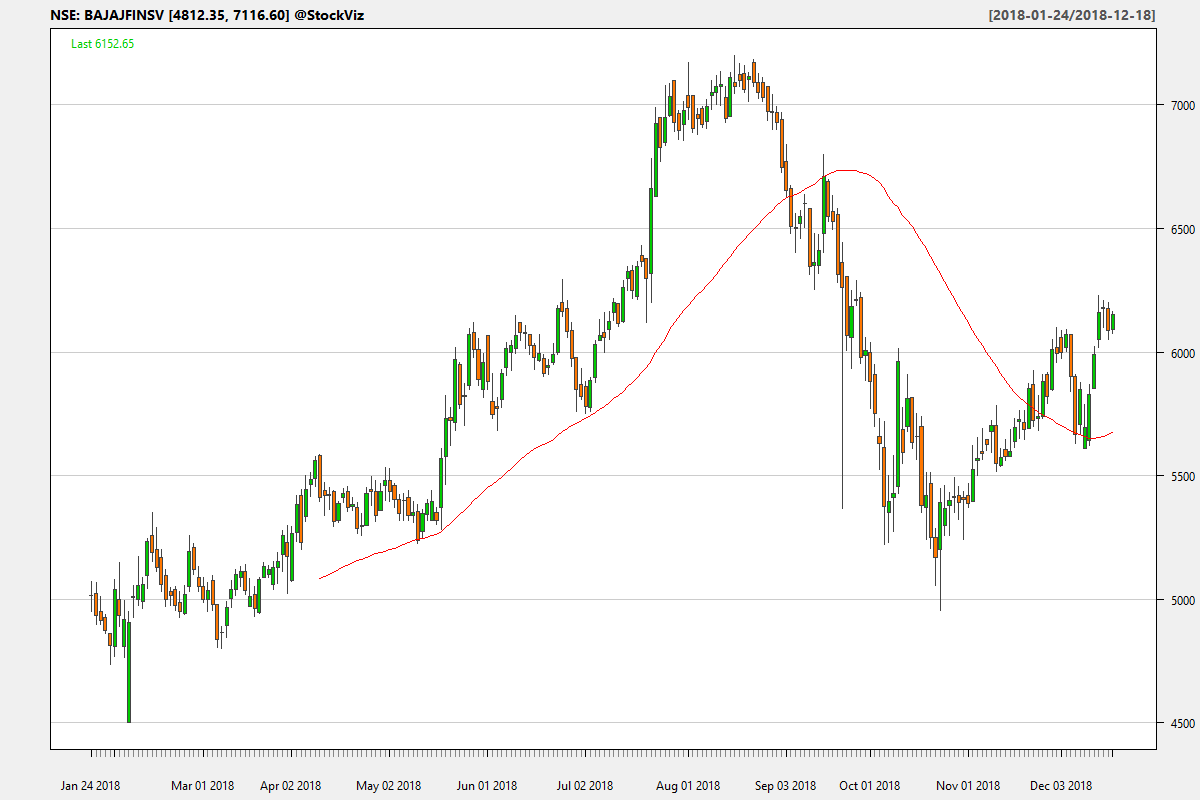 NSE: BAJAJFINSV [4812.35, 7116.60] @StockViz [2018-01-24/2018-12-18]
Last 6152.65
7000
6500
6000
5500
5000
4500
Jan 24 2018 Mar 01 2018 Apr 02 2018 May 02 2018 Jun 01 2018 Jul 02 2018 Aug 01 2018 Sep 03 2018 Oct 01 2018 Nov 01 2018 Dec 03 2018